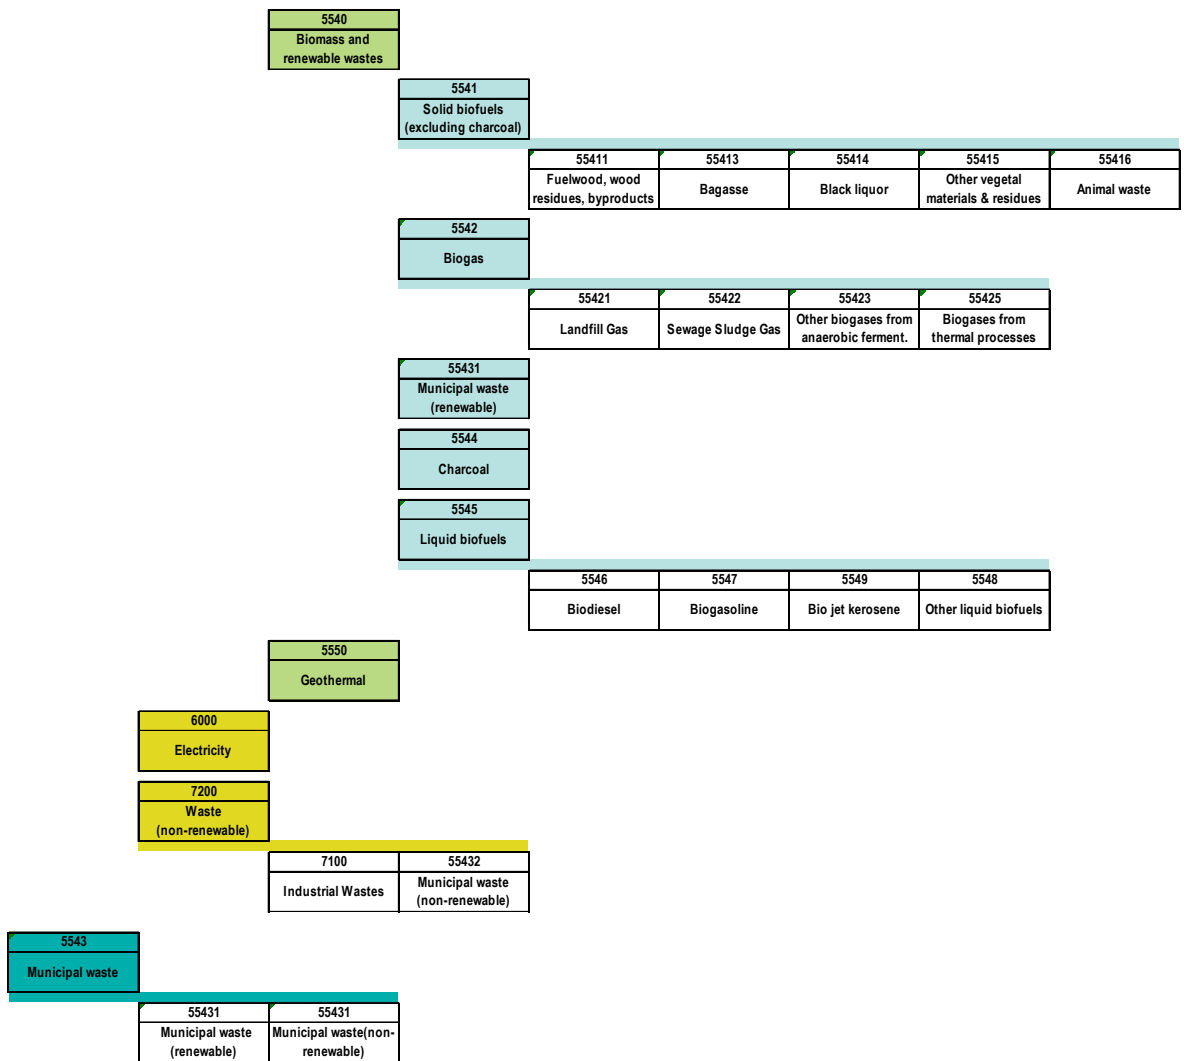 5540
Biomass and
renewable wastes
5541
Solid biofuels
(excluding charcoal)
55411
Fuelwood, wood
residues, byproducts
55413
Bagasse
55414
Black liquor
55415
Other vegetal
materials & residues
55416
Animal waste
5542
Biogas
55421
Landfill Gas
55422
Sewage Sludge Gas
55423
Other biogases from
anaerobic ferment.
55425
Biogases from
thermal processes
55431
Municipal waste
(renewable)
5544
Charcoal
5545
Liquid biofuels
5546
Biodiesel
5547
Biogasoline
5549
Bio jet kerosene
5548
Other liquid biofuels
5550
Geothermal
6000
Electricity
7200
Waste
(non-renewable)
7100
Industrial Wastes
55432
Municipal waste
(non-renewable)
5543
Municipal waste
55431
Municipal waste
(renewable)
55431
Municipal waste(non-
renewable)